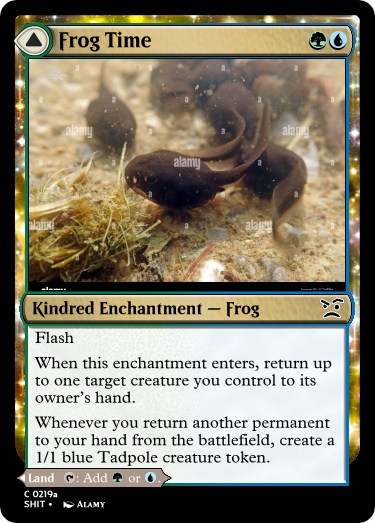 Frog Time
alamy
Kindred Enchantment — Frog
Flash
When this enchantment enters, return up
to one target creature you control to its
owner's hand.
Whenever you return another permanent
to your hand from the battlefield, create a
1/1 blue Tadpole creature token.
Land : Add or .
C 0219a
SHIT • ALAMY